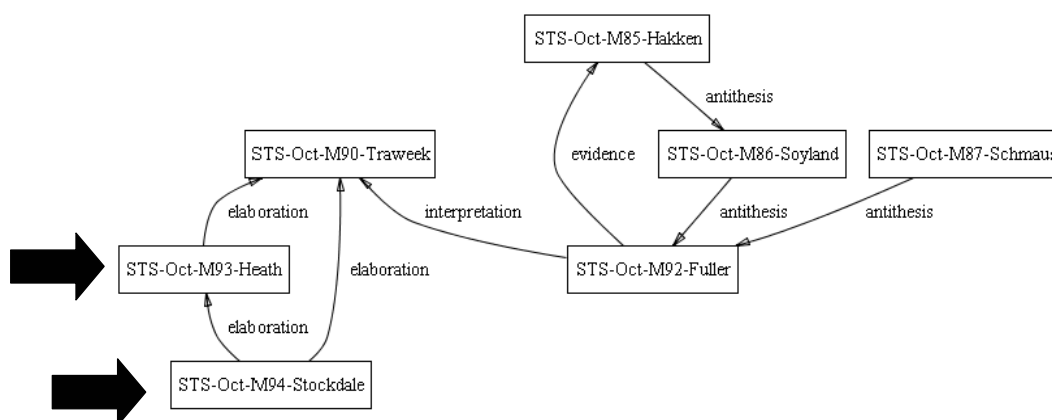 STS-Oct-M85-Hakken
antithesis
STS-Oct-M90-Traweek
evidence
STS-Oct-M86-Soyland
STS-Oct-M87-Schmaus
elaboration
interpretation
antithesis
antithesis
STS-Oct-M93-Heath
elaboration
STS-Oct-M92-Fuller
elaboration
STS-Oct-M94-Stockdale